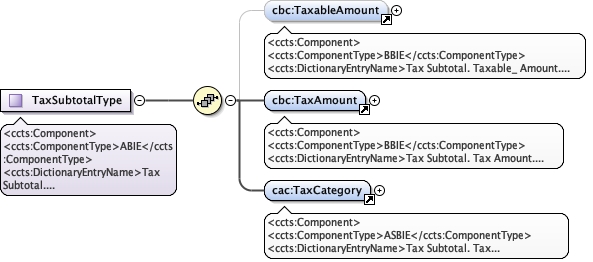 cbc:TaxableAmount
<ccts:Component>
<ccts:ComponentType>BBIE</ccts:ComponentType>
<ccts:DictionaryEntryName>Tax Subtotal. Taxable_ Amount....
TaxSubtotalType
<ccts:Component>
<ccts:ComponentType>ABIE</ccts
:ComponentType>
<ccts:DictionaryEntryName>Tax
Subtotal....
cbc:TaxAmount
<ccts:Component>
<ccts:ComponentType>BBIE</ccts:ComponentType>
<ccts:DictionaryEntryName>Tax Subtotal. Tax Amount....
cac:TaxCategory
<ccts:Component>
<ccts:ComponentType>ASBIE</ccts:ComponentType>
<ccts:DictionaryEntryName>Tax Subtotal. Tax...